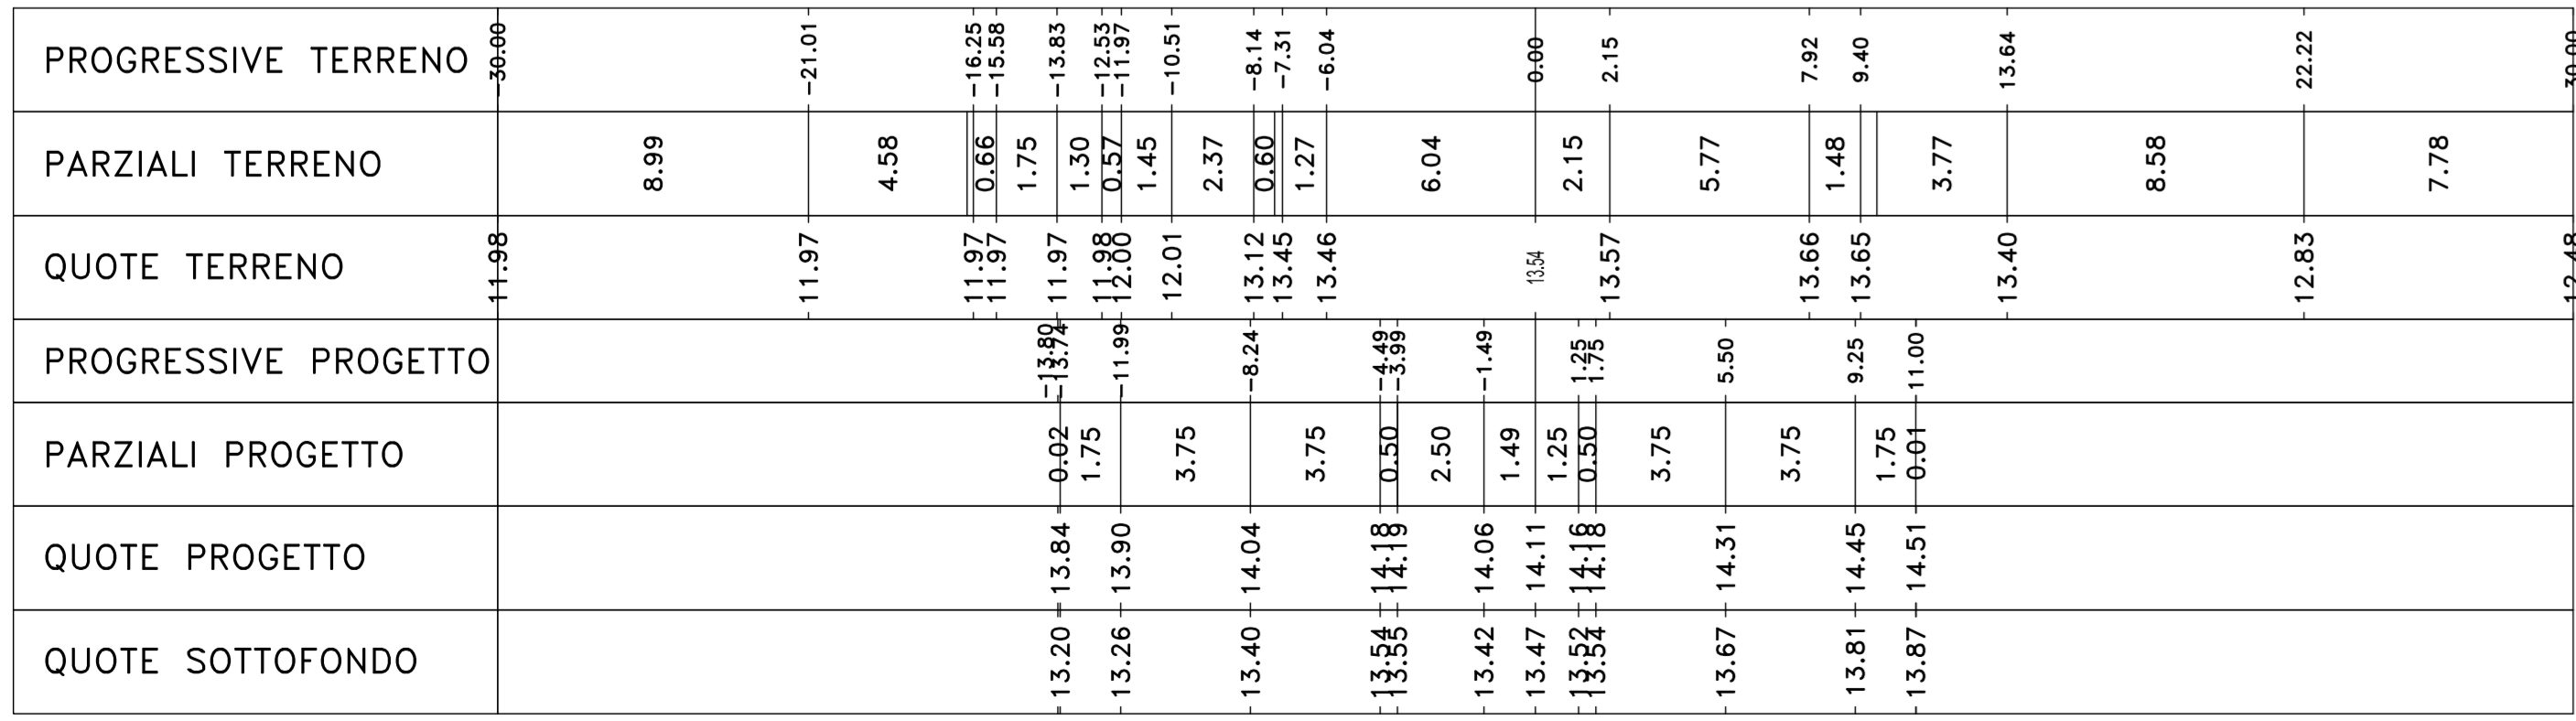 PROGRESSIVE TERRENO -30.00 -21.01 -16.25 -15.58 -13.83 -12.53 -11.97 -10.51 -8.14 -7.31 -6.04 0.00 2.15 7.92 9.40 13.64 22.22 30.00
PARZIALI TERRENO 8.99 4.58 0.66 1.75 1.30 0.57 1.45 2.37 0.60 1.27 6.04 2.15 5.77 1.48 3.77 8.58 7.78
QUOTE TERRENO 11.98 11.97 11.97 11.97 11.97 11.98 12.00 12.01 13.12 13.45 13.46 13.54 13.57 13.66 13.65 13.40 12.83 12.48
PROGRESSIVE PROGETTO -13.80 -13.74 -11.99 -8.24 -4.49 -3.99 -1.49 1.25 1.75 5.50 9.25 11.00
PARZIALI PROGETTO 0.02 1.75 3.75 3.75 0.50 2.50 1.49 1.25 0.50 3.75 3.75 1.75 0.01
QUOTE PROGETTO 13.84 13.90 14.04 14.18 14.19 14.06 14.11 14.16 14.18 14.31 14.45 14.51
QUOTE SOTTOFONDO 13.20 13.26 13.40 13.54 13.55 13.42 13.47 13.52 13.54 13.67 13.81 13.87